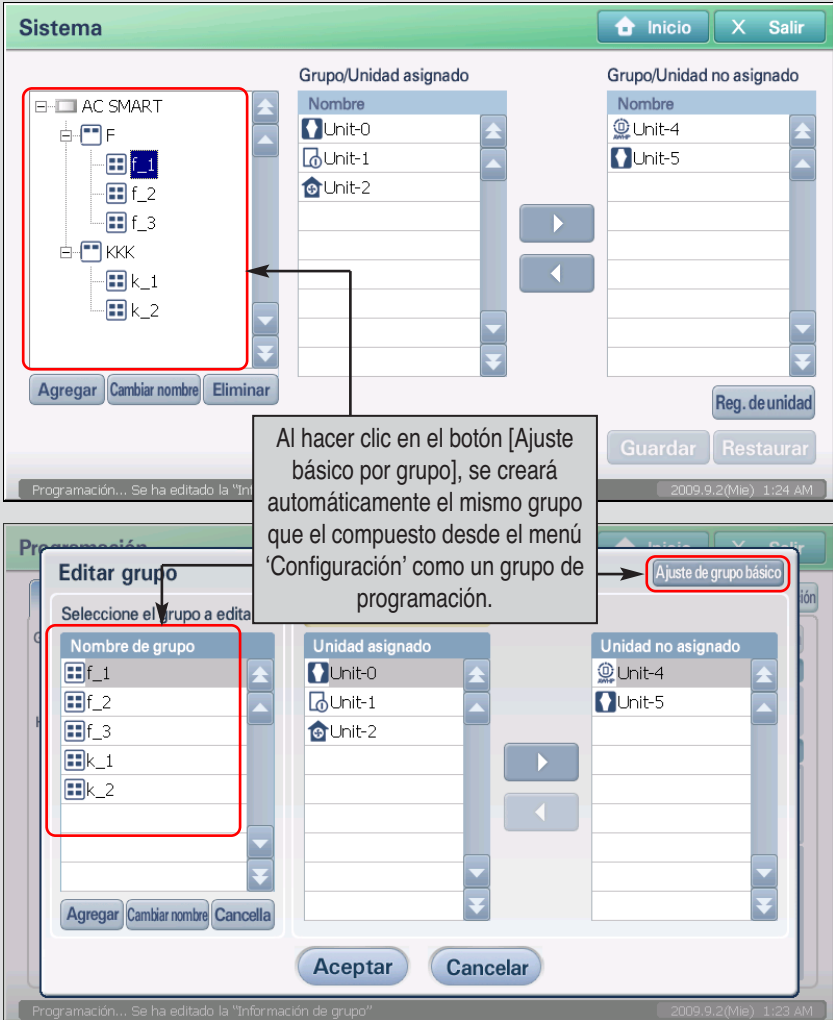 Sistema
Inicio
X Salir
Grupo/Unidad asignado
Grupo/Unidad no asignado
AC SMART
F
f_1
f_2
f_3
KKK
k_1
k_2
Nombre
Unit-0
Unit-1
Unit-2
Nombre
Unit-4
Unit-5
Agregar
Cambiar nombre
Eliminar
Reg. de unidad
Guardar
Restaurar
Programación... Se ha editado la "Inf
2009.9.2(Mie) 1:24 AM
Al hacer clic en el botón [Ajuste
básico por grupo], se creará
automáticamente el mismo grupo
que el compuesto desde el menú
‘Configuración’ como un grupo de
programación.
Programación
Inicio
X Salir
Editar grupo
Ajuste de grupo básico
ión
Seleccione el grupo a edita
Nombre de grupo
f_1
f_2
f_3
k_1
k_2
Unidad asignado
Unit-0
Unit-1
Unit-2
Unidad no asignado
Unit-4
Unit-5
Agregar
Cambiar nombre
Cancella
Aceptar
Cancelar
Programación... Se ha editado la "Información de grupo"
2009.9.2(Mie) 1:23 AM